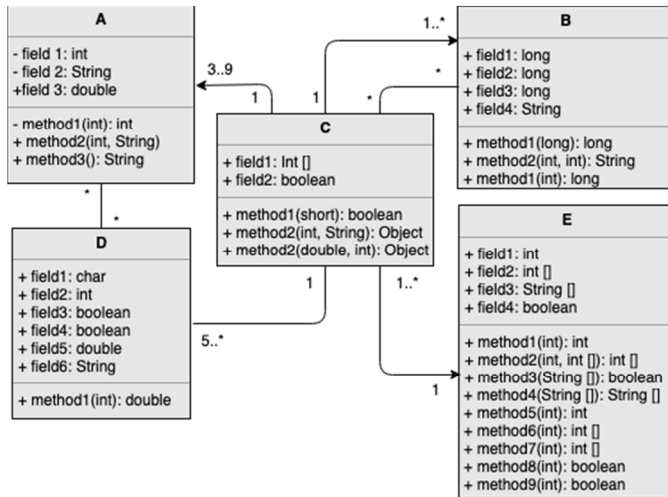 A
- field 1: int
- field 2: String
+field 3: double
- method1(int): int
+ method2(int, String)
+ method3(): String
3..9
1
1
1..*
*
*
B
+ field1: long
+ field2: long
+ field3: long
+ field4: String
+ method1(long): long
+ method2(int, int): String
+ method1(int): long
C
+ field1: Int []
+ field2: boolean
+ method1(short): boolean
+ method2(int, String): Object
+ method2(double, int): Object
*
*
D
+ field1: char
+ field2: int
+ field3: boolean
+ field4: boolean
+ field5: double
+ field6: String
+ method1(int): double
1
5..*
1..*
1
E
+ field1: int
+ field2: int []
+ field3: String []
+ field4: boolean
+ method1(int): int
+ method2(int, int []): int []
+ method3(String []): boolean
+ method4(String []): String []
+ method5(int): int
+ method6(int): int []
+ method7(int): int []
+ method8(int): boolean
+ method9(int): boolean